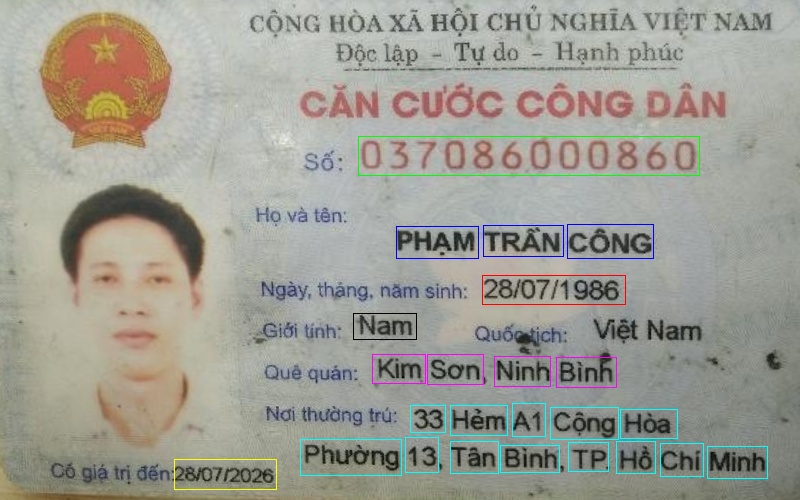 CỘNG HÒA XÃ HỘI CHỦ NGHĨA VIỆT NAM
Độc lập - Tự do - Hạnh phúc
CĂN CƯỚC CÔNG DÂN
Số: 037086000860
Họ và tên:
PHẠM TRẦN CÔNG
Ngày, tháng, năm sinh: 28/07/1986
Giới tính: Nam Quốc tịch: Việt Nam
Quê quán: Kim Sơn, Ninh Bình
Nơi thường trú: 33 Hẻm A1 Cộng Hòa
Phường 13, Tân Bình, TP. Hồ Chí Minh
Có giá trị đến: 28/07/2026